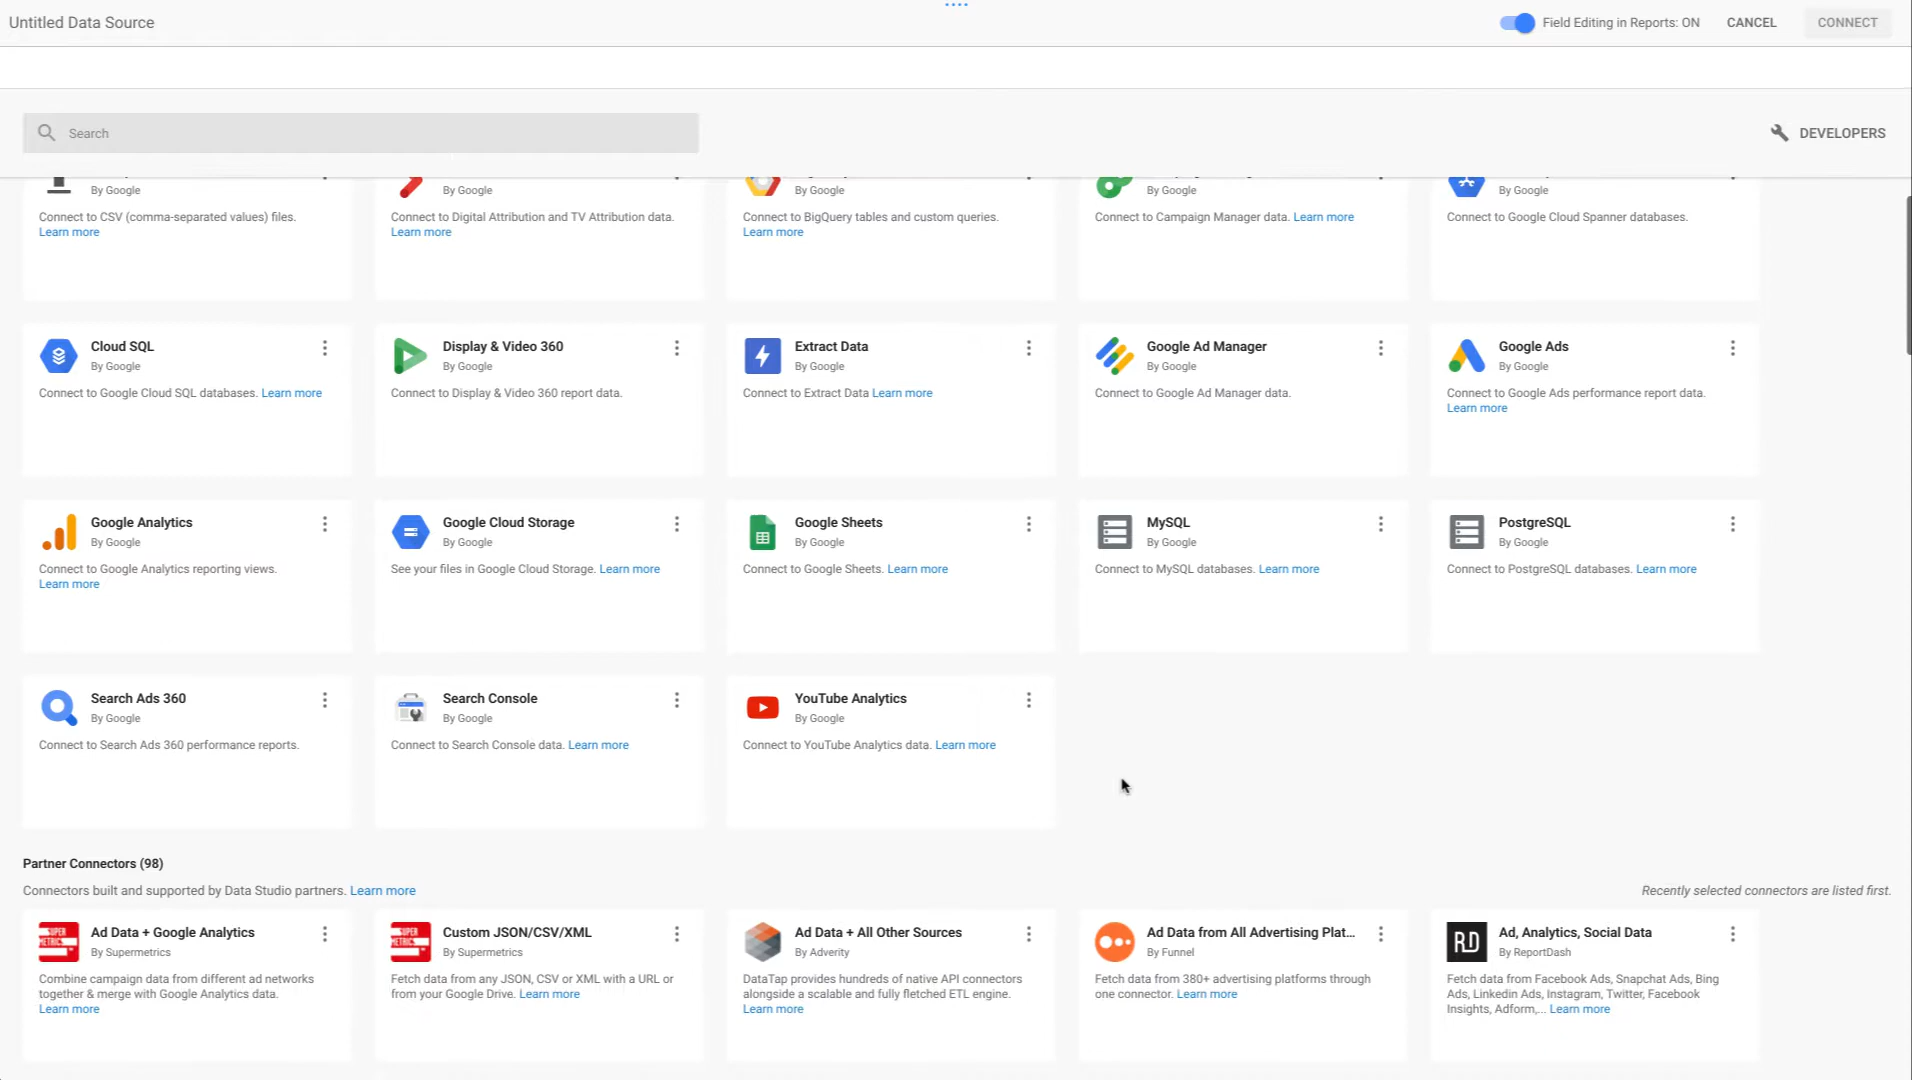 Untitled Data Source
Field Editing in Reports: ON
CANCEL
CONNECT
Search
DEVELOPERS
By Google
Connect to CSV (comma-separated values) files.
Learn more
By Google
Connect to Digital Attribution and TV Attribution data.
Learn more
By Google
Connect to BigQuery tables and custom queries.
Learn more
By Google
Connect to Campaign Manager data. Learn more
By Google
Connect to Google Cloud Spanner databases.
Cloud SQL
By Google
Connect to Google Cloud SQL databases. Learn more
Display & Video 360
By Google
Connect to Display & Video 360 report data.
Extract Data
By Google
Connect to Extract Data Learn more
Google Ad Manager
By Google
Connect to Google Ad Manager data.
Google Ads
By Google
Connect to Google Ads performance report data.
Learn more
Google Analytics
By Google
Connect to Google Analytics reporting views.
Learn more
Google Cloud Storage
By Google
See your files in Google Cloud Storage. Learn more
Google Sheets
By Google
Connect to Google Sheets. Learn more
MySQL
By Google
Connect to MySQL databases. Learn more
PostgreSQL
By Google
Connect to PostgreSQL databases. Learn more
Search Ads 360
By Google
Connect to Search Ads 360 performance reports.
Search Console
By Google
Connect to Search Console data. Learn more
YouTube Analytics
By Google
Connect to YouTube Analytics data. Learn more
Partner Connectors (98)
Connectors built and supported by Data Studio partners. Learn more
Recently selected connectors are listed first.
SUPER
METRICS
Ad Data + Google Analytics
By Supermetrics
Combine campaign data from different ad networks
together & merge with Google Analytics data.
Learn more
SUPER
METRICS
Custom JSON/CSV/XML
By Supermetrics
Fetch data from any JSON, CSV or XML with a URL or
from your Google Drive. Learn more
Ad Data + All Other Sources
By Adverity
DataTap provides hundreds of native API connectors
alongside a scalable and fully fletched ETL engine.
Learn more
Ad Data from All Advertising Plat...
By Funnel
Fetch data from 380+ advertising platforms through
one connector. Learn more
RD
Ad, Analytics, Social Data
By ReportDash
Fetch data from Facebook Ads, Snapchat Ads, Bing
Ads, Linkedin Ads, Instagram, Twitter, Facebook
Insights, Adform,... Learn more